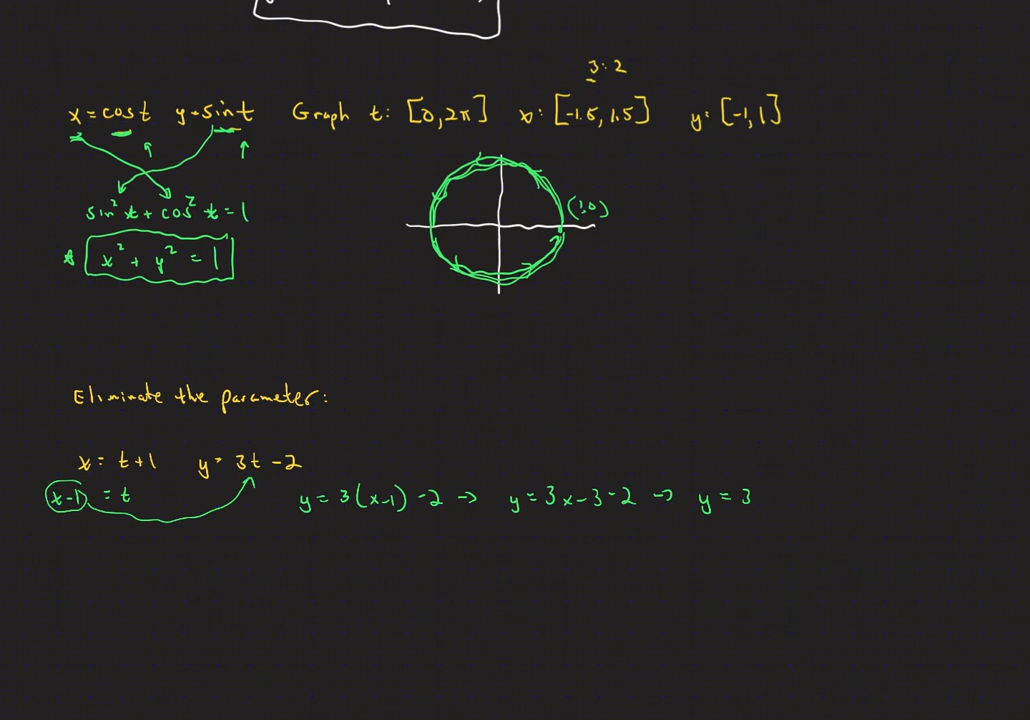 3:2
x = cos t y = sin t Graph t: [0, 2π] x: [-1.5, 1.5] y: [-1, 1]
sin² t + cos² t = 1
(1,0)
x² + y² = 1
Eliminate the parameter:
x = t+1 y = 3t - 2
x-1 = t y = 3(x-1) - 2 → y = 3x - 3 - 2 → y = 3